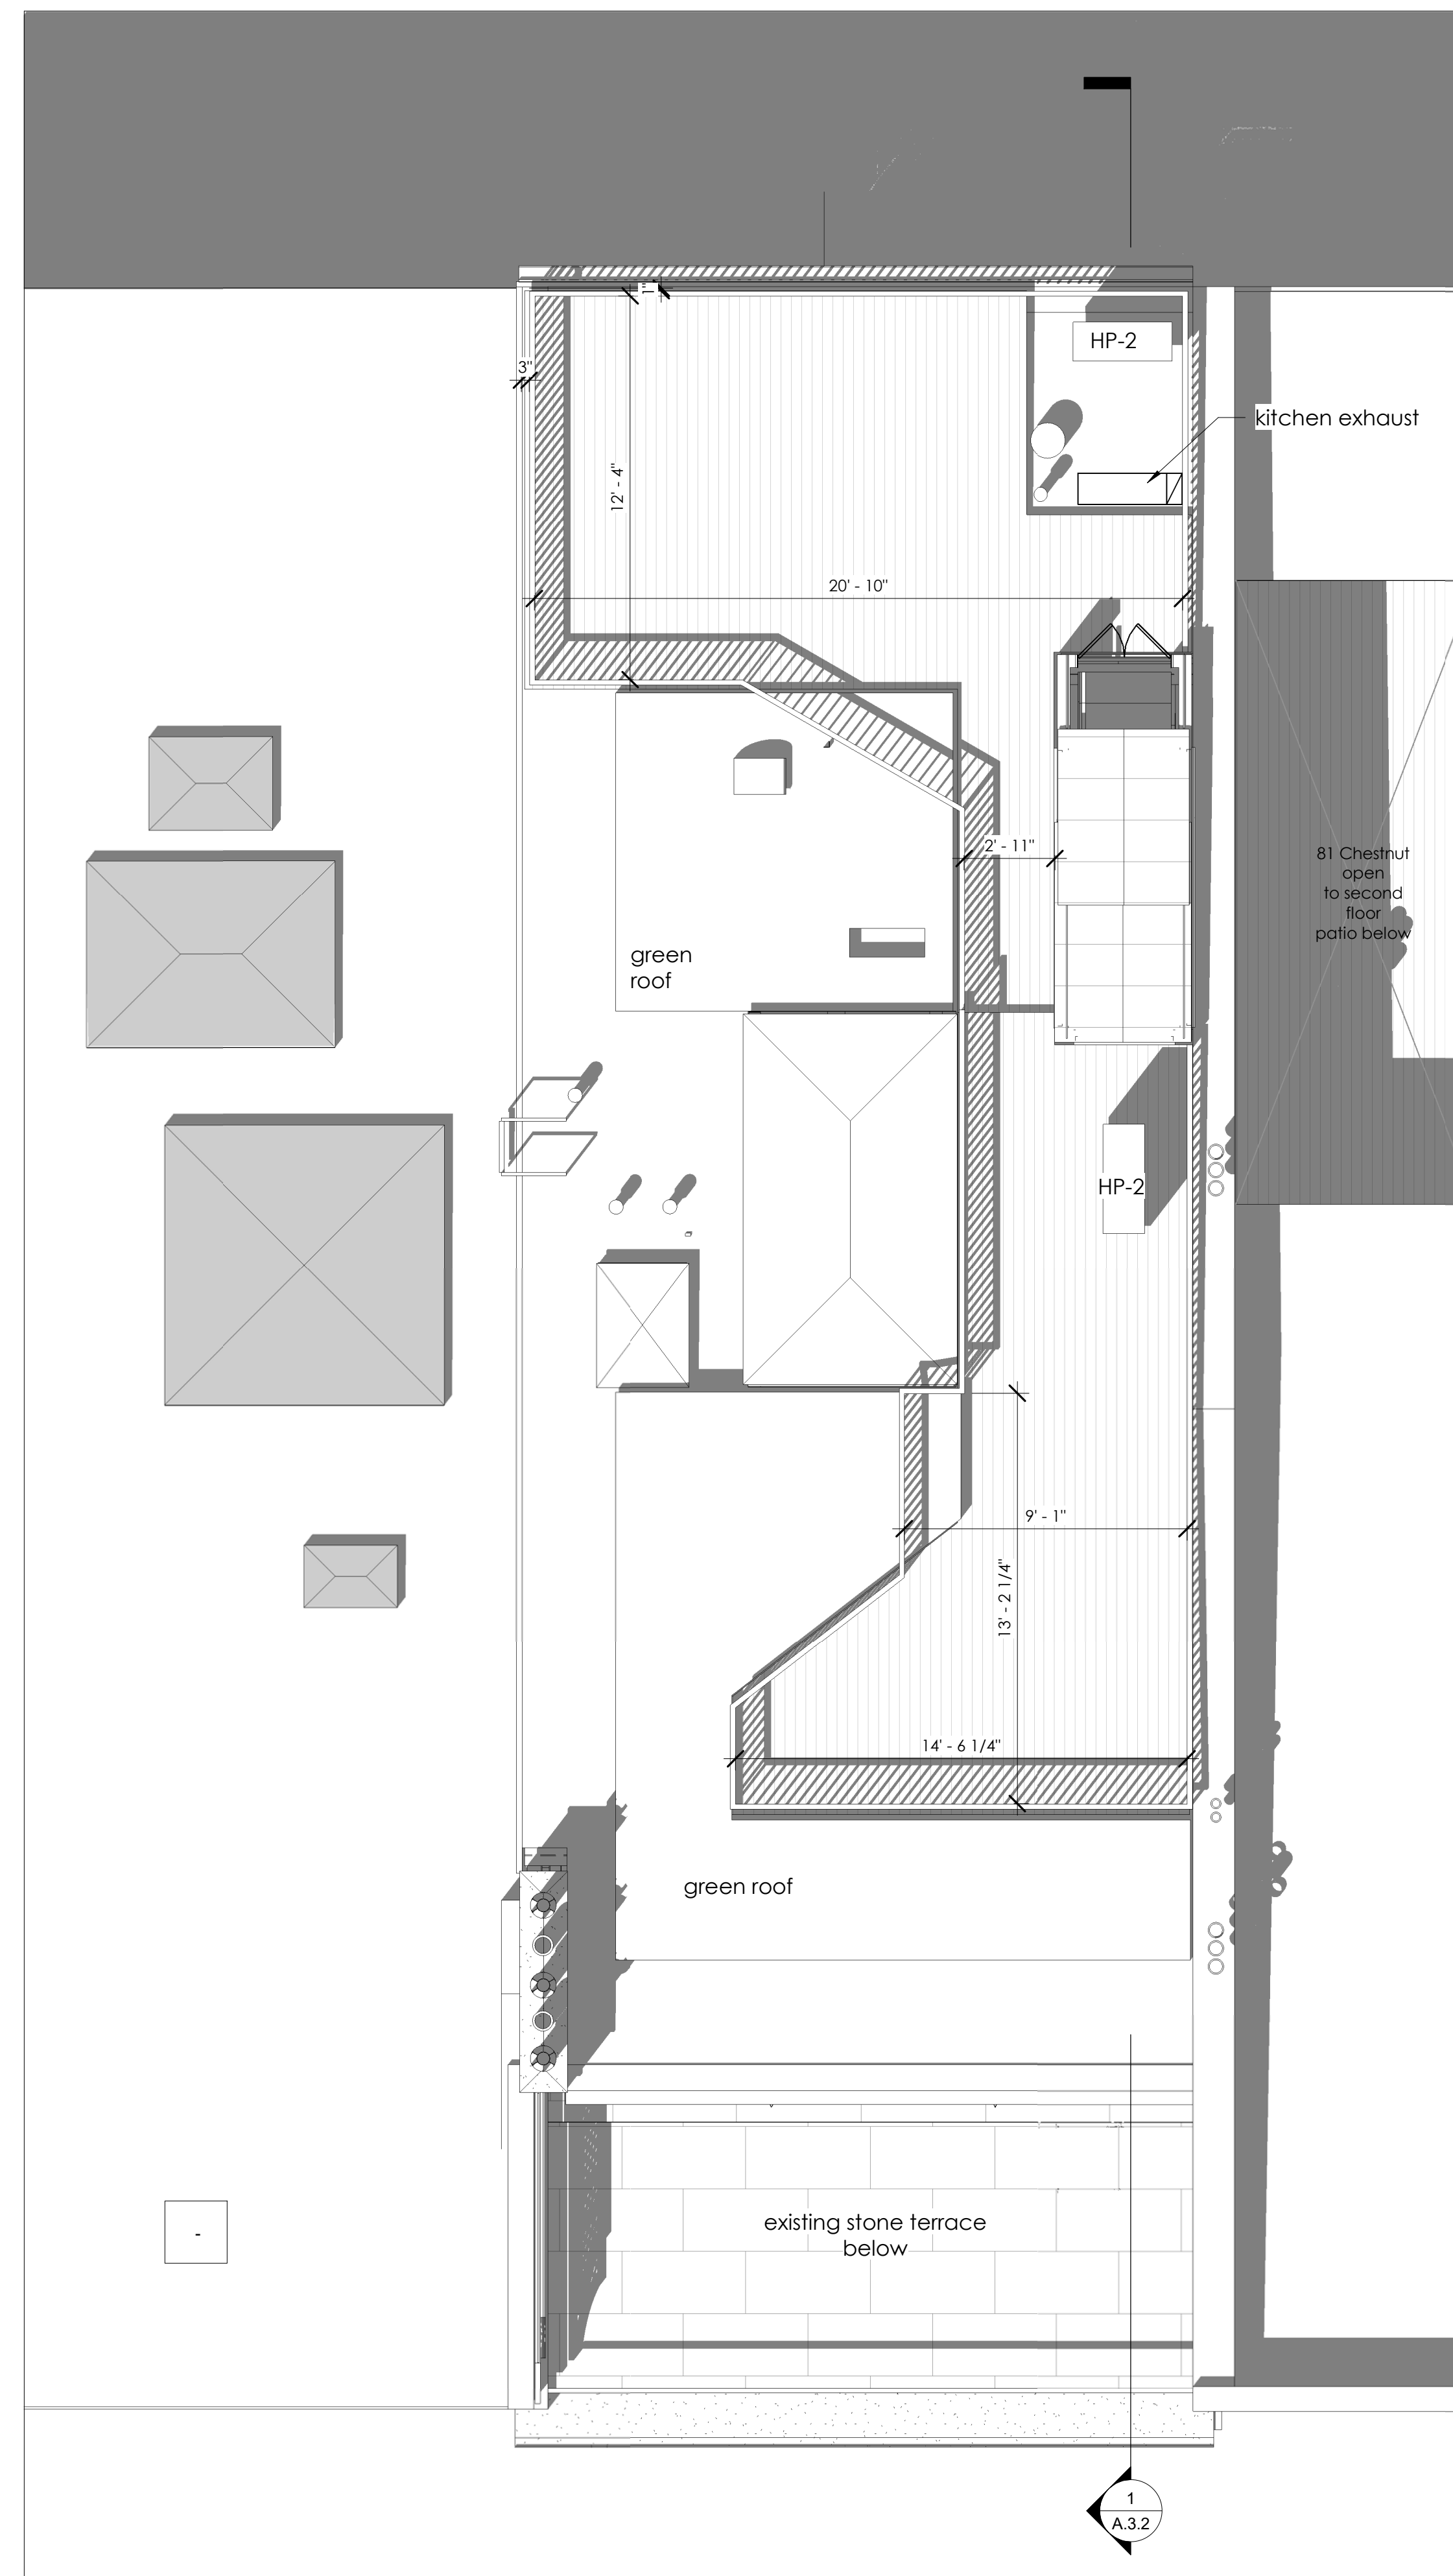 1"
HP-2
3"
kitchen exhaust
12' - 4"
20' - 10"
2' - 11"
81 Chestnut
open
to second
floor
patio below
green
roof
HP-2
9' - 1"
13' - 2 1/4"
14' - 6 1/4"
green roof
existing stone terrace
below
-
1
A.3.2